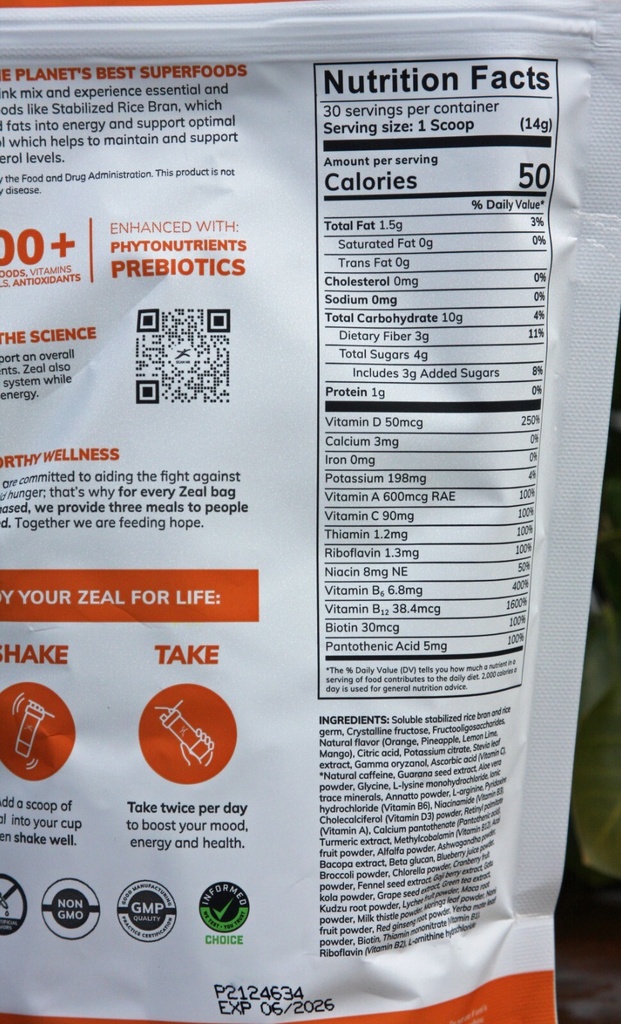 E PLANET'S BEST SUPERFOODS
ink mix and experience essential and
ods like Stabilized Rice Bran, which
fats into energy and support optimal
l which helps to maintain and support
erol levels.
y the Food and Drug Administration. This product is not
y disease.
00+
OODS, VITAMINS
LS, ANTIOXIDANTS
ENHANCED WITH:
PHYTONUTRIENTS
PREBIOTICS
THE SCIENCE
port an overall
ents. Zeal also
system while
energy.
ORTHY WELLNESS
are committed to aiding the fight against
d hunger; that's why for every Zeal bag
ased, we provide three meals to people
d. Together we are feeding hope.
OY YOUR ZEAL FOR LIFE:
SHAKE
TAKE
Add a scoop of
al into your cup
en shake well.
Take twice per day
to boost your mood,
energy and health.
NON
GMO
GOOD MANUFACTURING
GMP
QUALITY
PRACTICE CERTIFICATION
INFORMED
WE TEST • YOU TRUST
CHOICE
P2124634
EXP 06/2026
Nutrition Facts
30 servings per container
Serving size: 1 Scoop (14g)
Amount per serving
Calories 50
% Daily Value*
Total Fat 1.5g 3%
Saturated Fat 0g 0%
Trans Fat 0g
Cholesterol 0mg 0%
Sodium 0mg 0%
Total Carbohydrate 10g 4%
Dietary Fiber 3g 11%
Total Sugars 4g
Includes 3g Added Sugars 8%
Protein 1g 0%
Vitamin D 50mcg 250%
Calcium 3mg 0%
Iron 0mg 0%
Potassium 198mg 4%
Vitamin A 600mcg RAE 100%
Vitamin C 90mg 100%
Thiamin 1.2mg 100%
Riboflavin 1.3mg 100%
Niacin 8mg NE 50%
Vitamin B6 6.8mg 400%
Vitamin B12 38.4mcg 1600%
Biotin 30mcg 100%
Pantothenic Acid 5mg 100%
*The % Daily Value (DV) tells you how much a nutrient in a
serving of food contributes to the daily diet. 2,000 calories a
day is used for general nutrition advice.
INGREDIENTS: Soluble stabilized rice bran and rice
germ, Crystalline fructose, Fructooligosaccharides,
Natural flavor (Orange, Pineapple, Lemon Lime,
Mango), Citric acid, Potassium citrate, Stevia leaf
extract, Gamma oryzanol, Ascorbic acid (Vitamin C),
*Natural caffeine, Guarana seed extract, Aloe vera
powder, Glycine, L-lysine monohydrochloride, Ionic
trace minerals, Annatto powder, L-arginine, Pyridoxine
hydrochloride (Vitamin B6), Niacinamide (Vitamin B3),
Cholecalciferol (Vitamin D3) powder, Retinyl palmitate
(Vitamin A), Calcium pantothenate (Pantothenic acid),
Turmeric extract, Methylcobalamin (Vitamin B12), Acai
fruit powder, Alfalfa powder, Ashwagandha powder,
Bacopa extract, Beta glucan, Blueberry juice powder,
Broccoli powder, Chlorella powder, Cranberry fruit
powder, Fennel seed extract, Goji berry extract, Gotu
kola powder, Grape seed extract, Green tea extract,
Kudzu root powder, Lychee fruit powder, Maca root
powder, Milk thistle powder, Moringa leaf powder, Noni
fruit powder, Red ginseng root powder, Yerba mate leaf
powder, Biotin, Thiamin mononitrate (Vitamin B1),
Riboflavin (Vitamin B2), L-ornithine hydrochloride